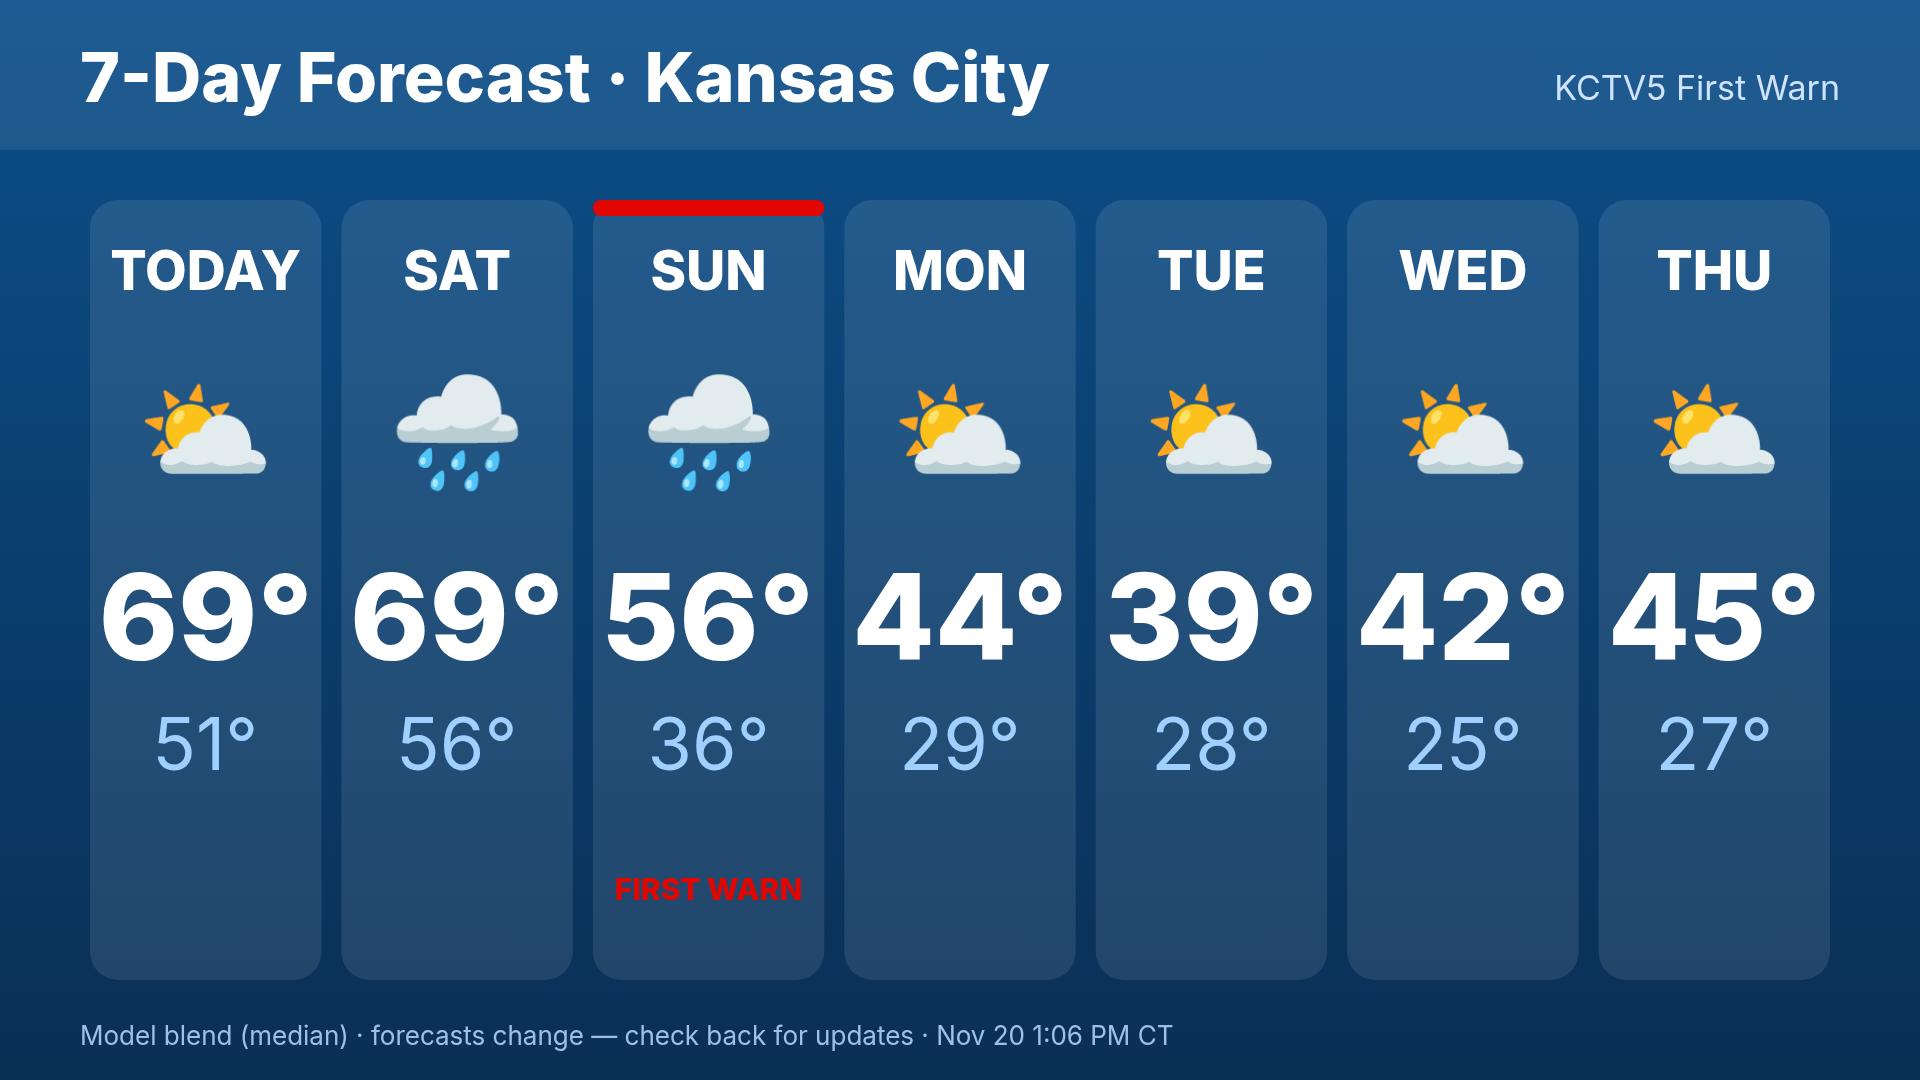 7-Day Forecast · Kansas City
KCTV5 First Warn
TODAY SAT SUN MON TUE WED THU
69° 69° 56° 44° 39° 42° 45°
51° 56° 36° 29° 28° 25° 27°
FIRST WARN
Model blend (median) · forecasts change — check back for updates · Nov 20 1:06 PM CT